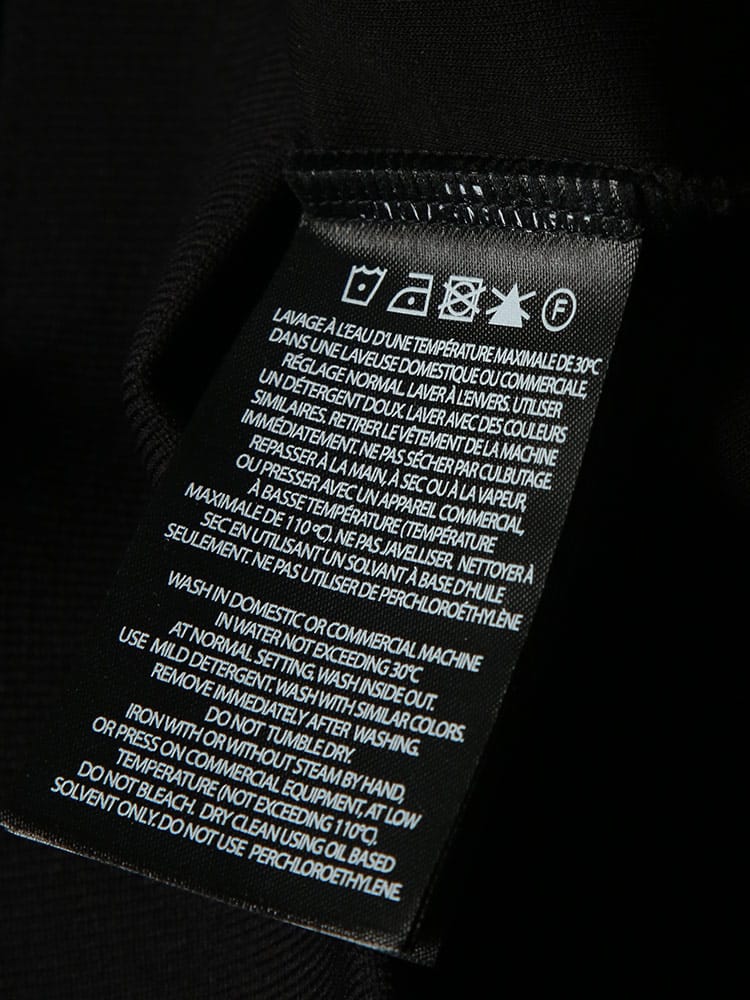 F
LAVAGE À L'EAU D'UNE TEMPÉRATURE MAXIMALE DE 30°C
DANS UNE LAVEUSE DOMESTIQUE OU COMMERCIALE,
RÉGLAGE NORMAL. LAVER À L'ENVERS. UTILISER
UN DÉTERGENT DOUX. LAVER AVEC DES COULEURS
SIMILAIRES. RETIRER LE VÊTEMENT DE LA MACHINE
IMMÉDIATEMENT. NE PAS SÉCHER PAR CULBUTAGE.
REPASSER À LA MAIN, À SEC OU À LA VAPEUR,
OU PRESSER AVEC UN APPAREIL COMMERCIAL,
À BASSE TEMPÉRATURE (TEMPÉRATURE
MAXIMALE DE 110 °C). NE PAS JAVELLISER. NETTOYER À
SEC EN UTILISANT UN SOLVANT À BASE D'HUILE
SEULEMENT. NE PAS UTILISER DE PERCHLOROÉTHYLÈNE
WASH IN DOMESTIC OR COMMERCIAL MACHINE
IN WATER NOT EXCEEDING 30°C
AT NORMAL SETTING. WASH INSIDE OUT.
USE MILD DETERGENT, WASH WITH SIMILAR COLORS.
REMOVE IMMEDIATELY AFTER WASHING.
DO NOT TUMBLE DRY.
IRON WITH OR WITHOUT STEAM BY HAND,
OR PRESS ON COMMERCIAL EQUIPMENT, AT LOW
TEMPERATURE (NOT EXCEEDING 110°C).
DO NOT BLEACH. DRY CLEAN USING OIL BASED
SOLVENT ONLY. DO NOT USE PERCHLOROETHYLENE.